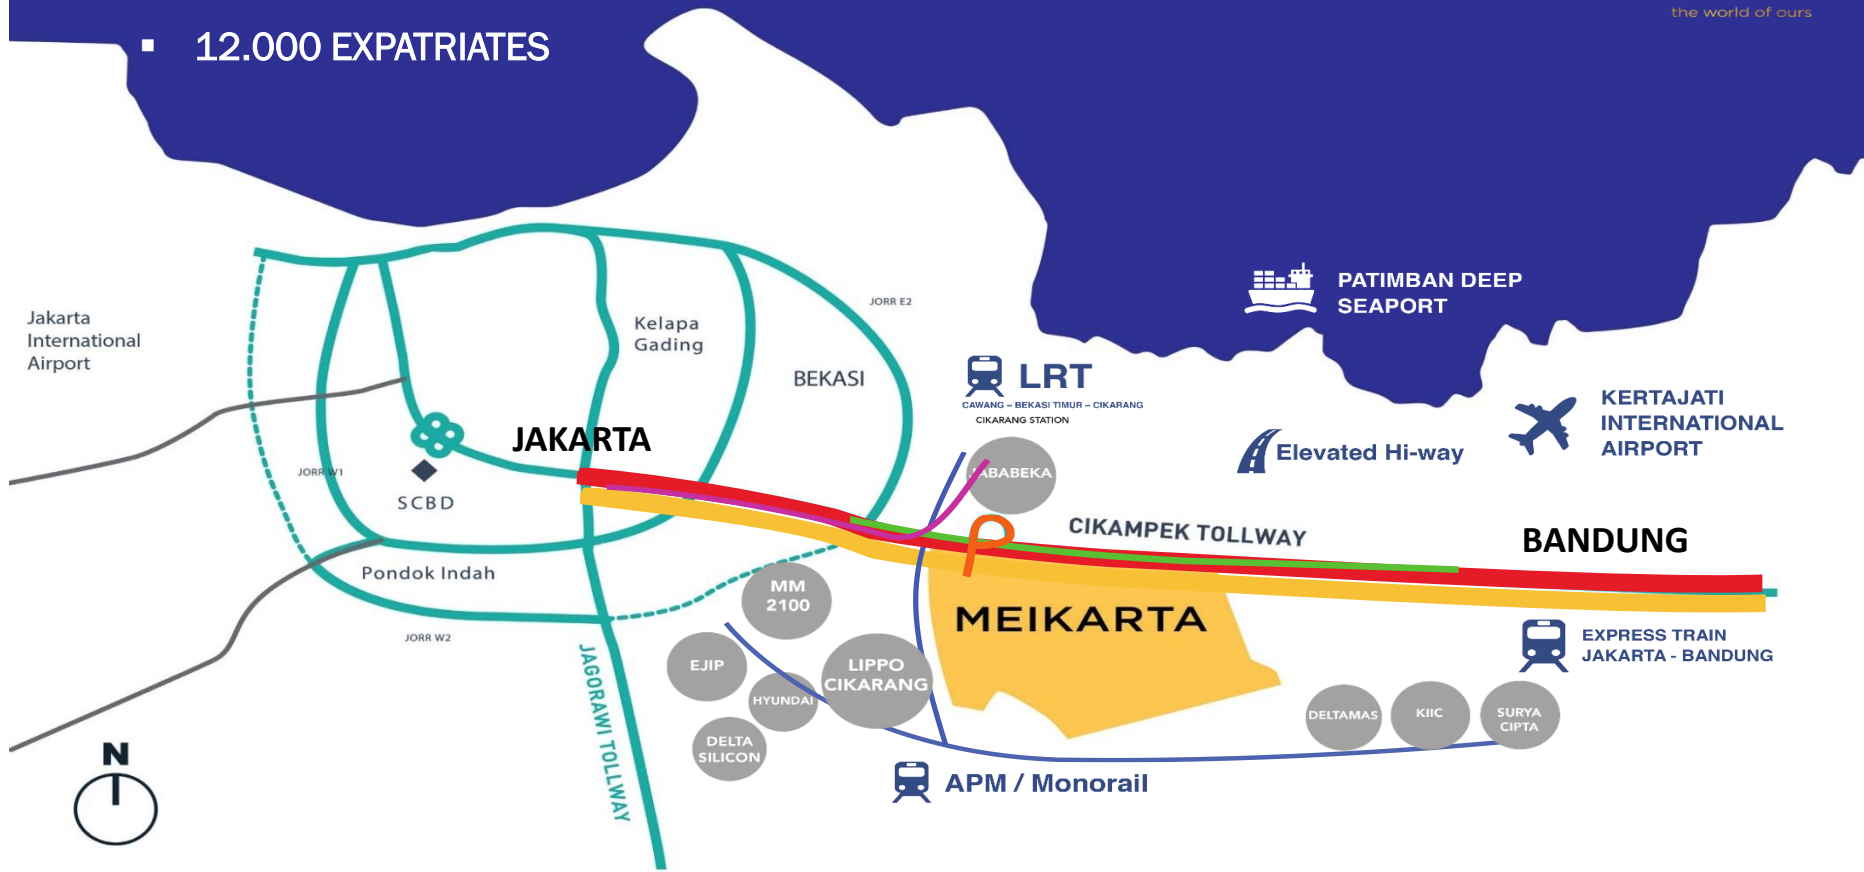 the world of ours
▪ 12.000 EXPATRIATES
PATIMBAN DEEP
SEAPORT
JORR E2
Jakarta
International
Airport
Kelapa
Gading
BEKASI
LRT
CAWANG – BEKASI TIMUR – CIKARANG
CIKARANG STATION
KERTAJATI
INTERNATIONAL
AIRPORT
JAKARTA
Elevated Hi-way
JORR W1
JABABEKA
SCBD
CIKAMPEK TOLLWAY
BANDUNG
Pondok Indah
MM
2100
MEIKARTA
JORR W2
EXPRESS TRAIN
JAKARTA - BANDUNG
EJIP
LIPPO
CIKARANG
HYUNDAI
JAGORAWI TOLLWAY
DELTAMAS
KIIC
SURYA
CIPTA
DELTA
SILICON
N
APM / Monorail